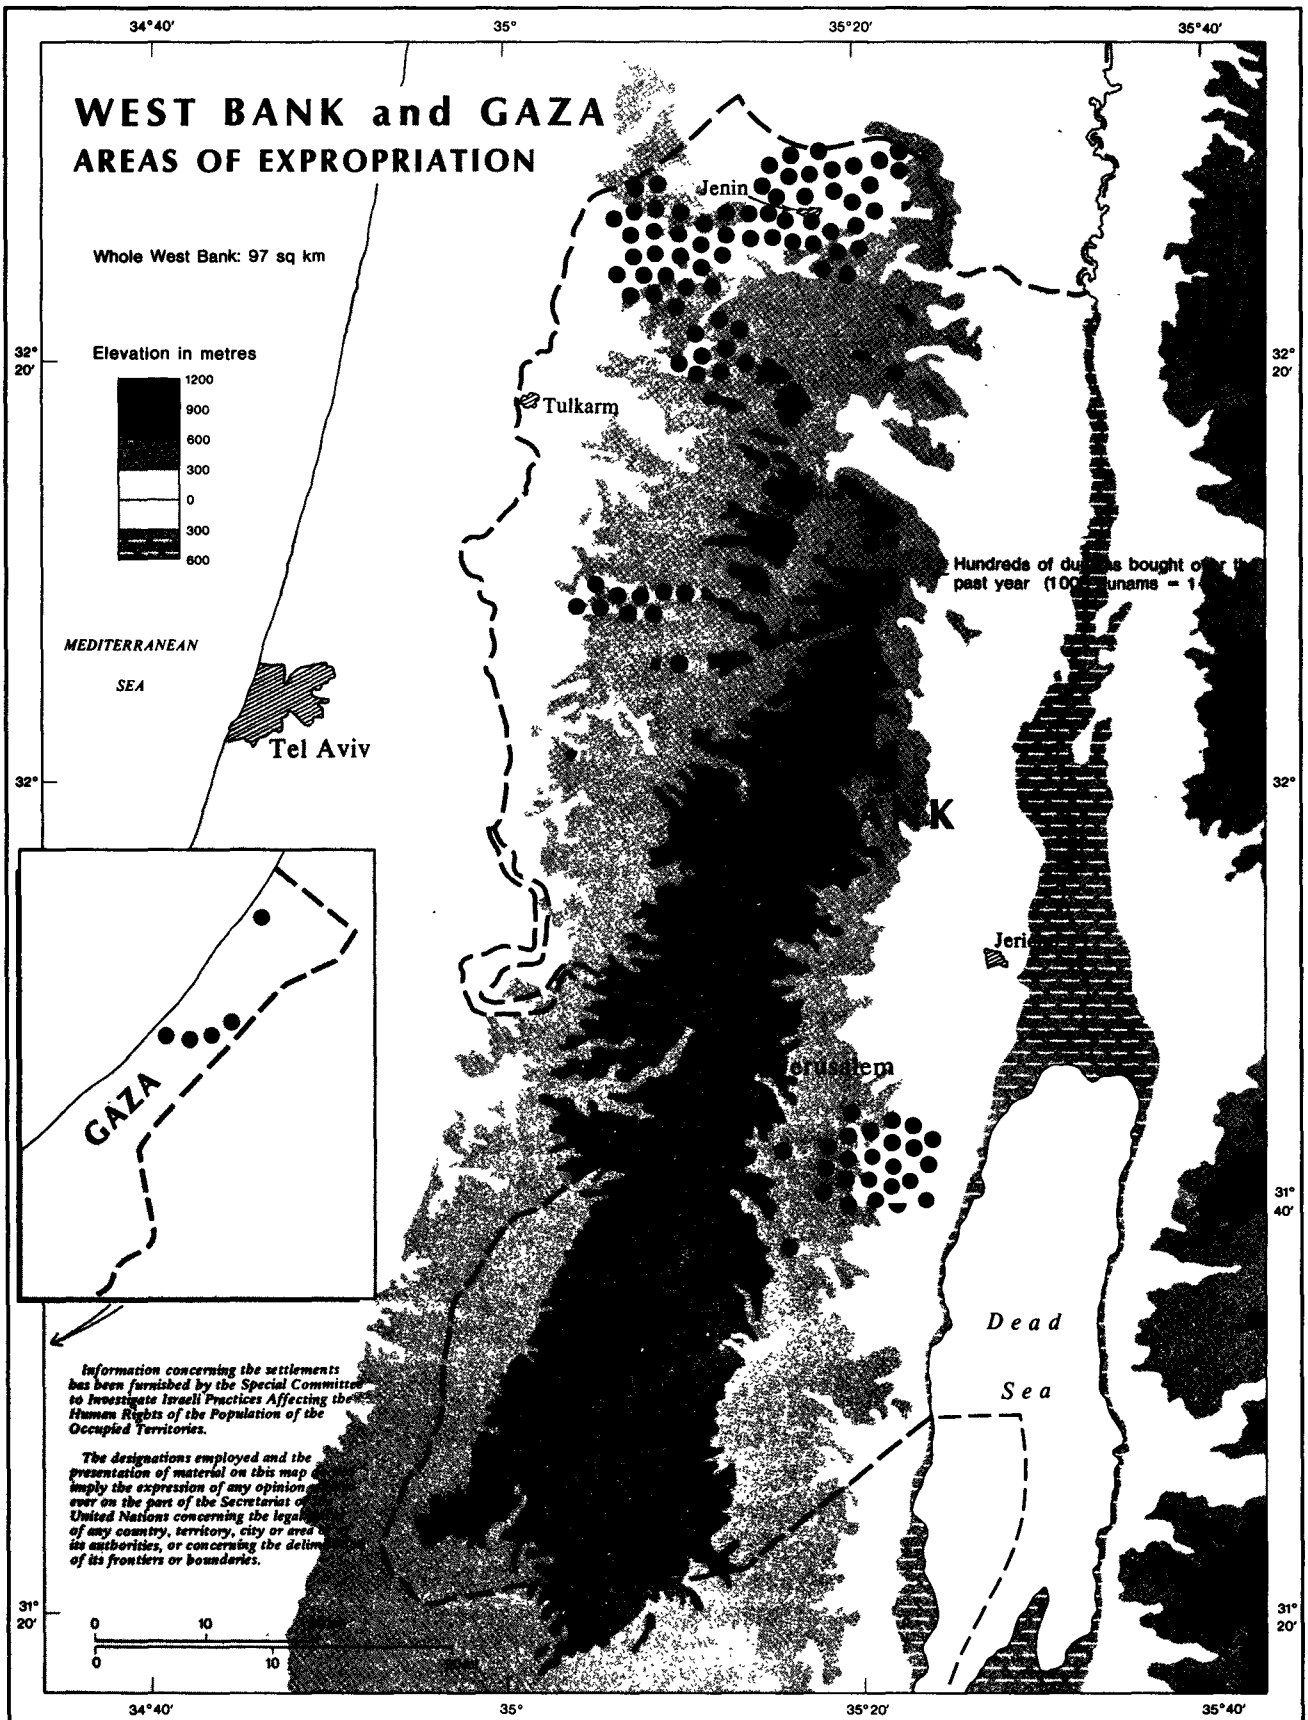 34°40′ 35° 35°20′ 35°40′
WEST BANK and GAZA
AREAS OF EXPROPRIATION
Jenin
Whole West Bank: 97 sq km
Elevation in metres
1200
900
600
300
0
300
600
32°
20′
32°
20′
Tulkarm
Hundreds of bought over
past year
MEDITERRANEAN
SEA
Tel Aviv
32°
32°
K
GAZA
31°
40′
Dead
Sea
Information concerning the settlements
has been furnished by the Special Committee
to Investigate Israeli Practices Affecting the
Human Rights of the Population of the
Occupied Territories.
The designations employed and the
presentation of material on this map
imply the expression of any opinion
ever on the part of the Secretariat
United Nations concerning the
of any country, territory, city or area
its authorities, or concerning the
of its frontiers or boundaries.
31°
20′
31°
20′
0 10
0 10
34°40′ 35° 35°20′ 35°40′